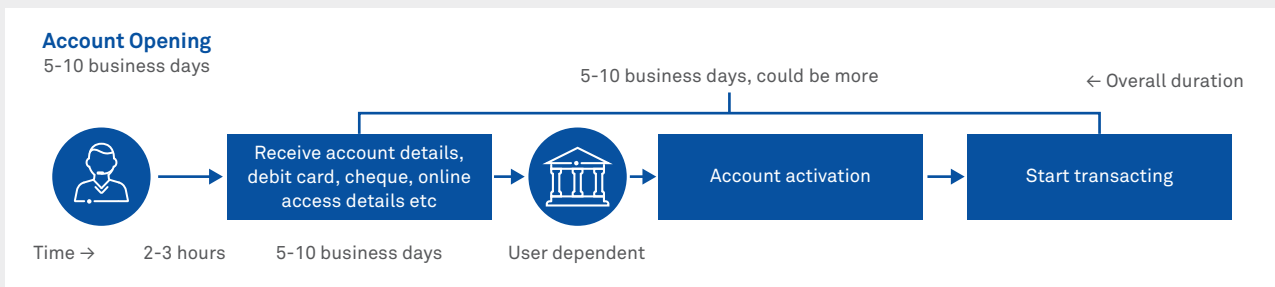 Account Opening
5-10 business days
5-10 business days, could be more
← Overall duration
Receive account details,
debit card, cheque, online
access details etc
Account activation
Start transacting
Time →
2-3 hours
5-10 business days
User dependent